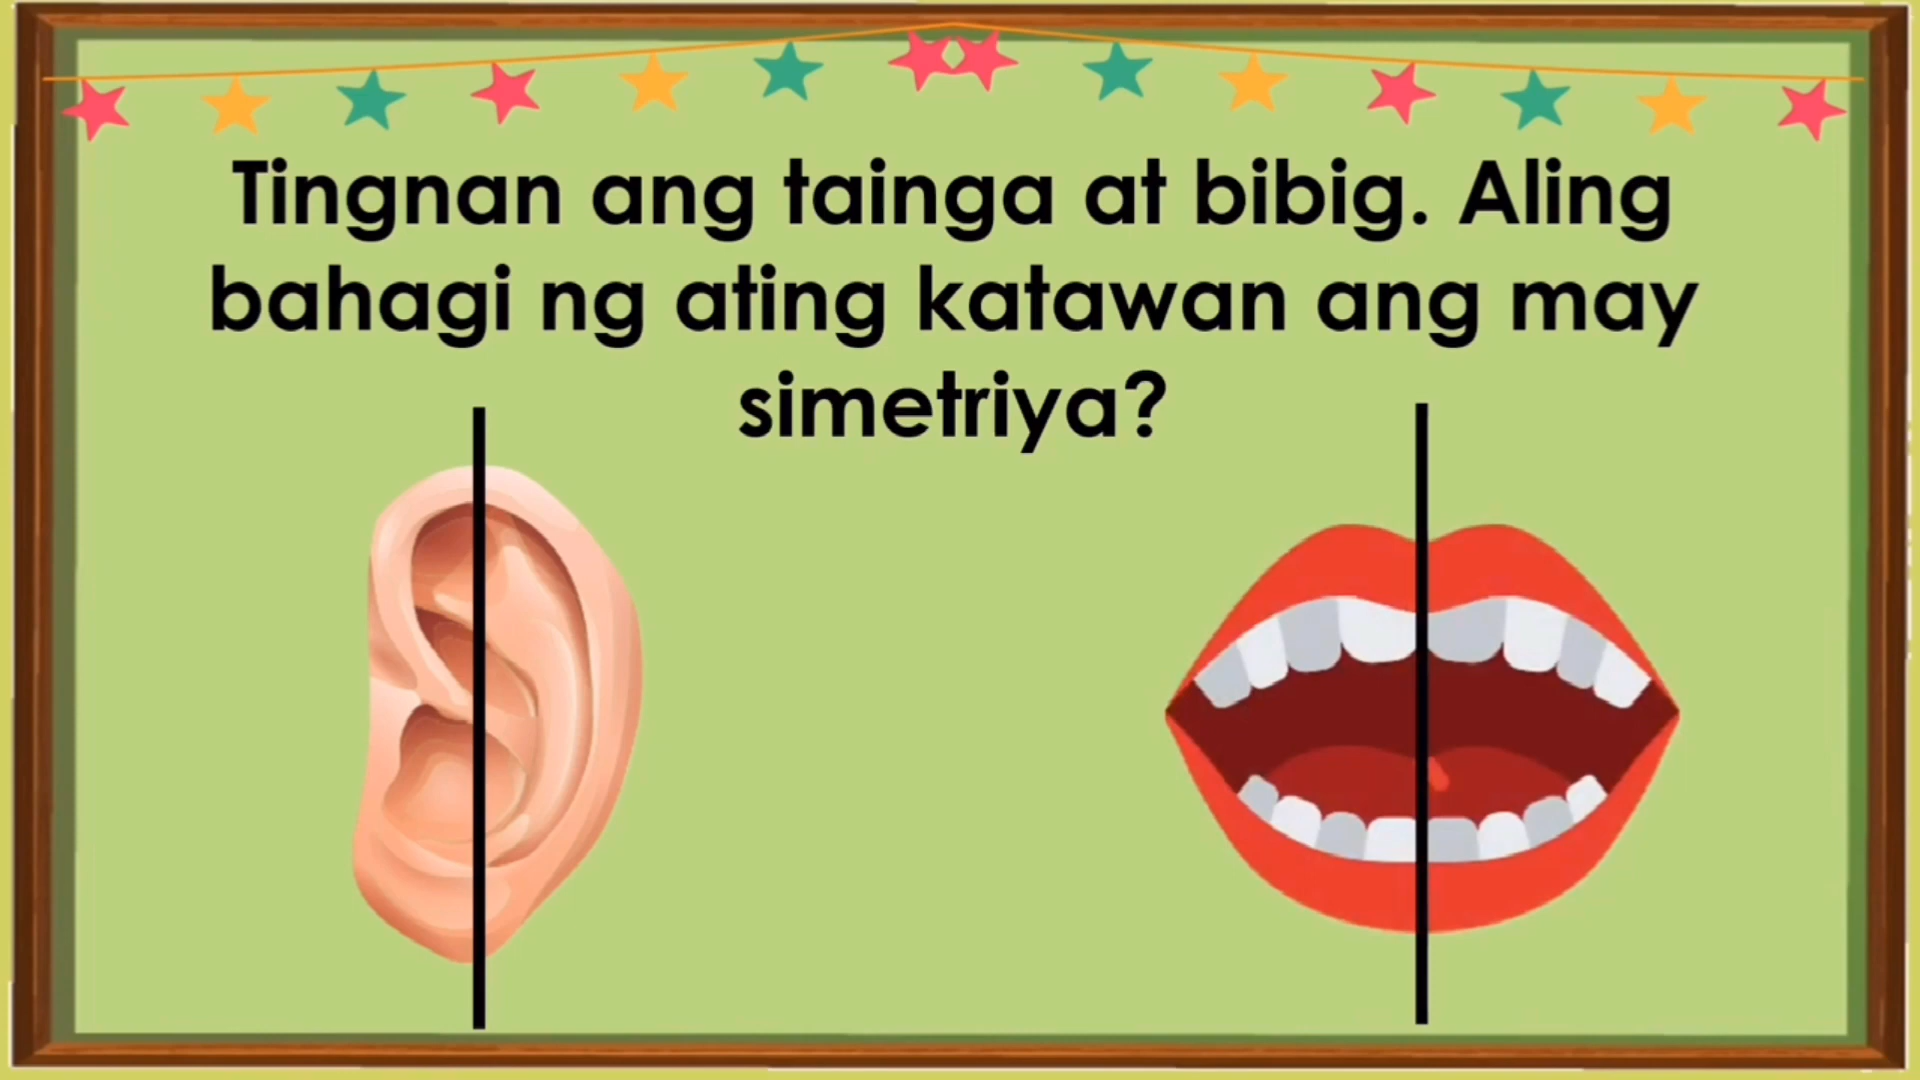 Tingnan ang tainga at bibig. Aling
bahagi ng ating katawan ang may
simetriya?